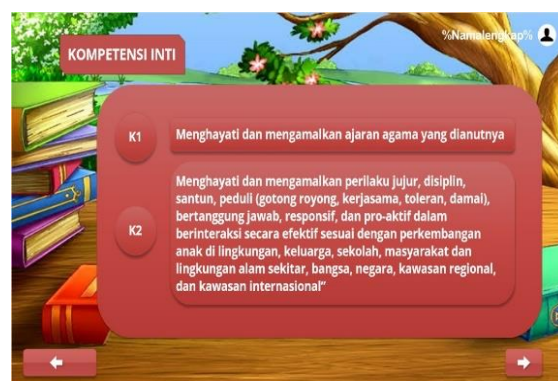 %Namalengkap%
KOMPETENSI INTI
K1
Menghayati dan mengamalkan ajaran agama yang dianutnya
K2
Menghayati dan mengamalkan perilaku jujur, disiplin,
santun, peduli (gotong royong, kerjasama, toleran, damai),
bertanggung jawab, responsif, dan pro-aktif dalam
berinteraksi secara efektif sesuai dengan perkembangan
anak di lingkungan, keluarga, sekolah, masyarakat dan
lingkungan alam sekitar, bangsa, negara, kawasan regional,
dan kawasan internasional”